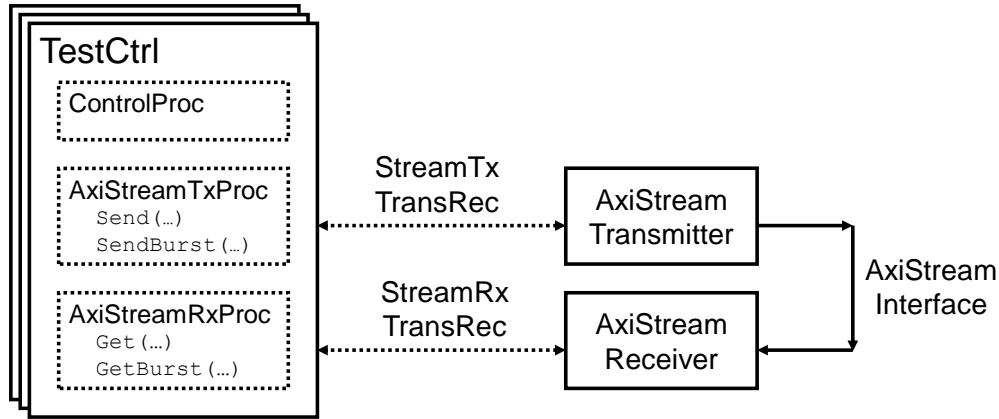 TestCtrl
ControlProc
AxiStreamTxProc
Send(…)
SendBurst(…)
AxiStreamRxProc
Get(…)
GetBurst(…)
StreamTx
TransRec
StreamRx
TransRec
AxiStream
Transmitter
AxiStream
Receiver
AxiStream
Interface